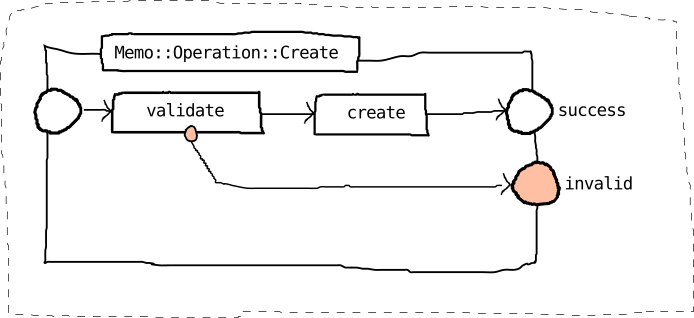 Memo::Operation::Create
validate
create
success
invalid